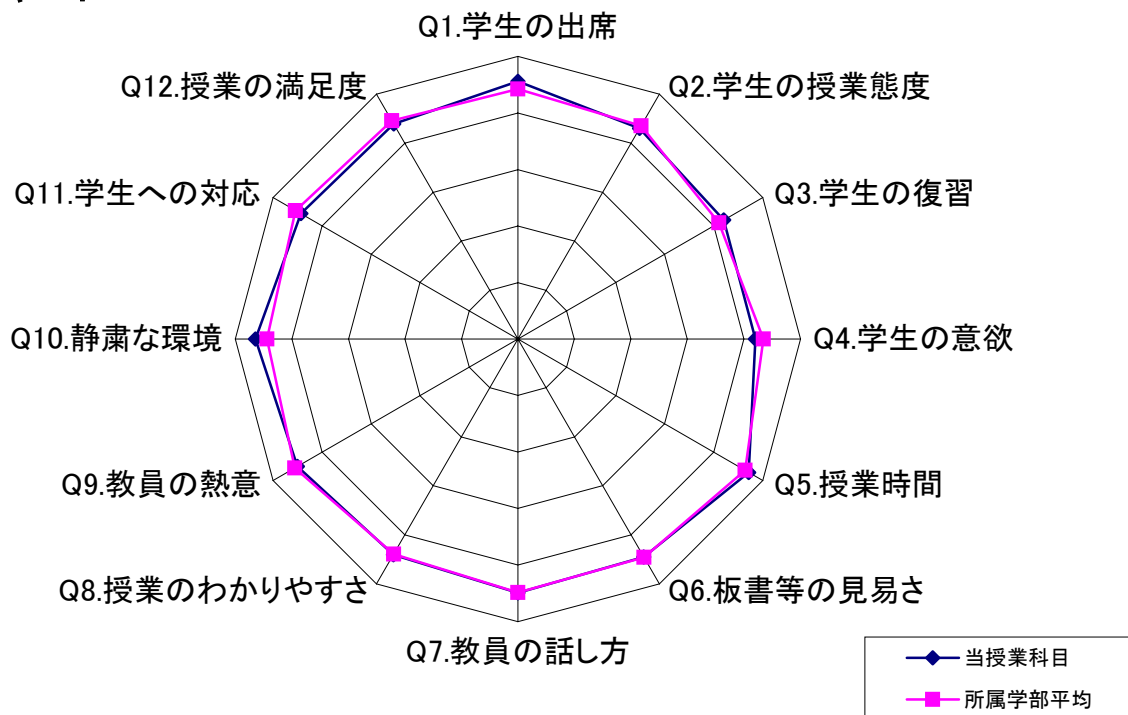 Q1.学生の出席
Q2.学生の授業態度
Q3.学生の復習
Q4.学生の意欲
Q5.授業時間
Q6.板書等の見易さ
Q7.教員の話し方
Q8.授業のわかりやすさ
Q9.教員の熱意
Q10.静粛な環境
Q11.学生への対応
Q12.授業の満足度
当授業科目
所属学部平均